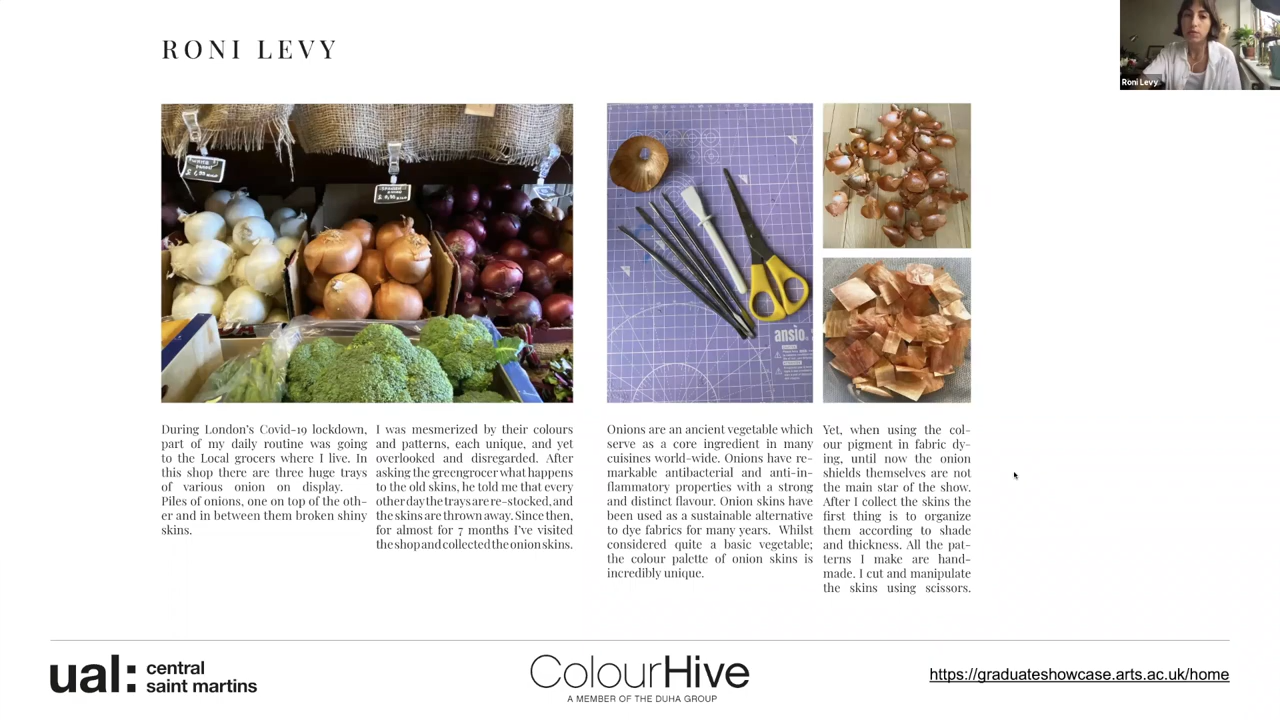 RONI LEVY
Roni Levy
ansio.
During London's Covid-19 lockdown,
part of my daily routine was going
to the Local grocers where I live. In
this shop there are three huge trays
of various onion on display.
Piles of onions, one on top of the oth-
er and in between them broken shiny
skins.
I was mesmerized by their colours
and patterns, each unique, and yet
overlooked and disregarded. After
asking the greengrocer what happens
to the old skins, he told me that every
other day the trays are re-stocked, and
the skins are thrown away. Since then,
for almost for 7 months I've visited
the shop and collected the onion skins.
Onions are an ancient vegetable which
serve as a core ingredient in many
cuisines world-wide. Onions have re-
markable antibacterial and anti-in-
flammatory properties with a strong
and distinct flavour. Onion skins have
been used as a sustainable alternative
to dye fabrics for many years. Whilst
considered quite a basic vegetable;
the colour palette of onion skins is
incredibly unique.
Yet, when using the col-
our pigment in fabric dy-
ing, until now the onion
shields themselves are not
the main star of the show.
After I collect the skins the
first thing is to organize
them according to shade
and thickness. All the pat-
terns I make are hand-
made. I cut and manipulate
the skins using scissors.
ual: central
saint martins
ColourHive
A MEMBER OF THE DUHA GROUP
https://graduateshowcase.arts.ac.uk/home